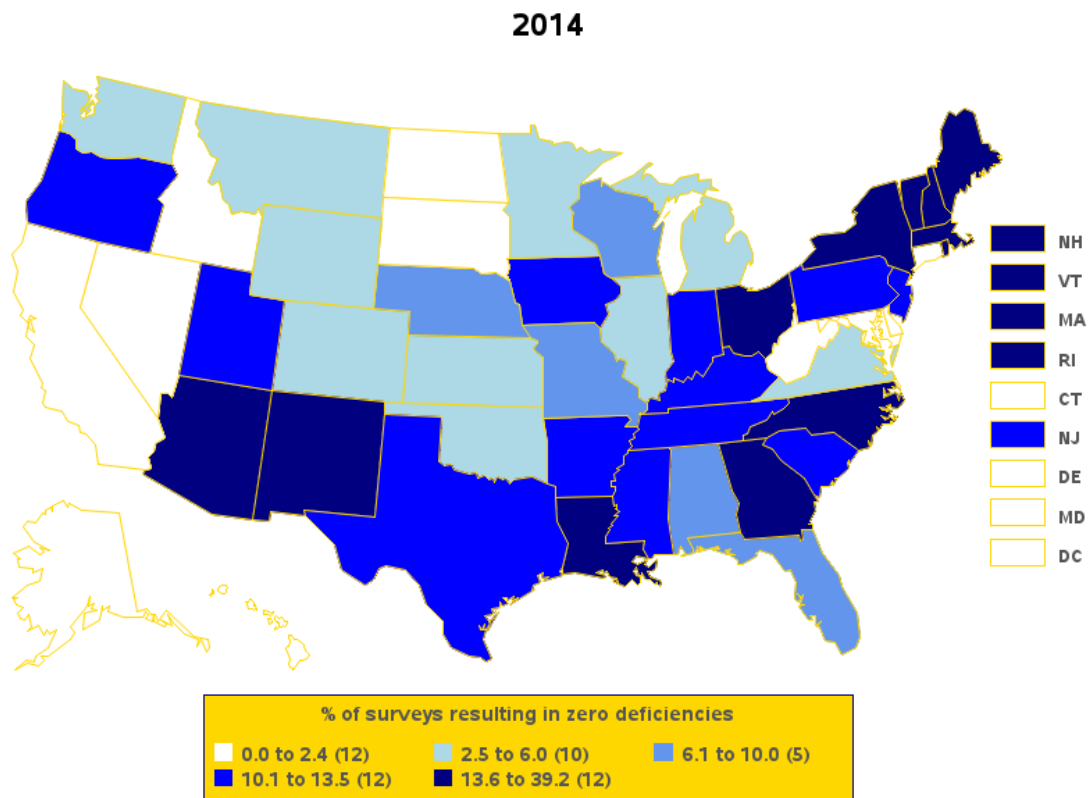 2014
NH
VT
MA
RI
CT
NJ
DE
MD
DC
% of surveys resulting in zero deficiencies
0.0 to 2.4 (12) 2.5 to 6.0 (10) 6.1 to 10.0 (5)
10.1 to 13.5 (12) 13.6 to 39.2 (12)